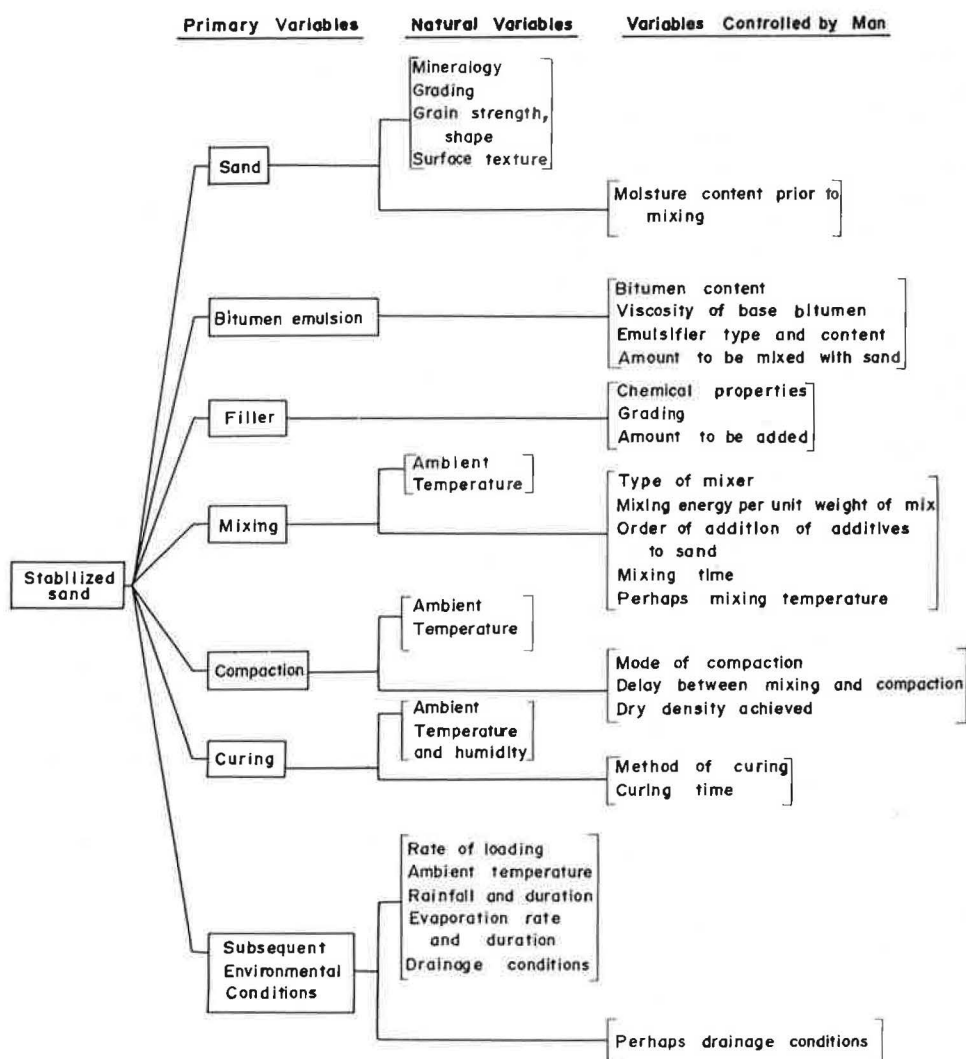 Primary Variables
Natural Variables
Variables Controlled by Man
Mineralogy
Grading
Grain strength,
shape
Surface texture
Sand
Moisture content prior to
mixing
Bitumen emulsion
Bitumen content
Viscosity of base bitumen
Emulsifier type and content
Amount to be mixed with sand
Filler
Chemical properties
Grading
Amount to be added
Mixing
Ambient
Temperature
Type of mixer
Mixing energy per unit weight of mix
Order of addition of additives
to sand
Mixing time
Perhaps mixing temperature
Stabilized
sand
Compaction
Ambient
Temperature
Mode of compaction
Delay between mixing and compaction
Dry density achieved
Curing
Ambient
Temperature
and humidity
Method of curing
Curing time
Subsequent
Environmental
Conditions
Rate of loading
Ambient temperature
Rainfall and duration
Evaporation rate
and duration
Drainage conditions
Perhaps drainage conditions